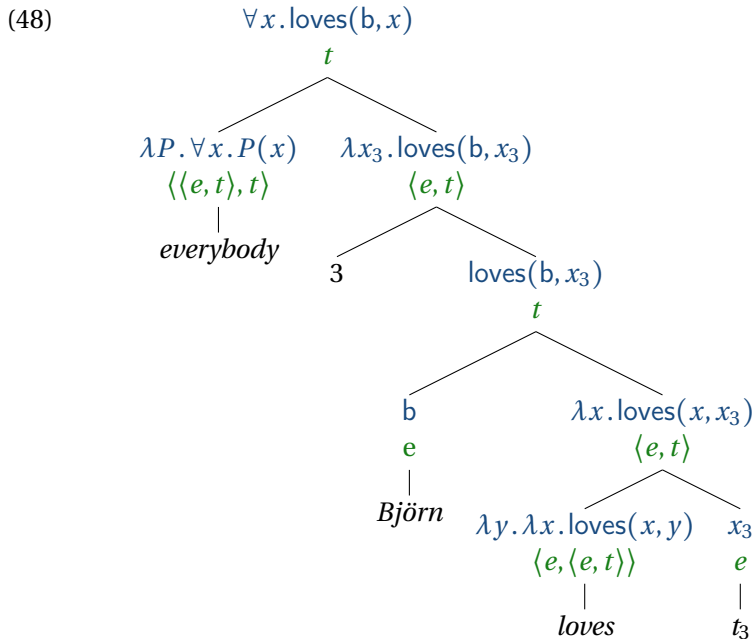 (48) ∀x.loves(b, x)
t
λP.∀x.P(x) λx₃.loves(b, x₃)
⟨⟨e, t⟩, t⟩ ⟨e, t⟩
everybody 3 loves(b, x₃)
t
b λx.loves(x, x₃)
e ⟨e, t⟩
Björn λy.λx.loves(x, y) x₃
⟨e, ⟨e, t⟩⟩ e
loves t₃